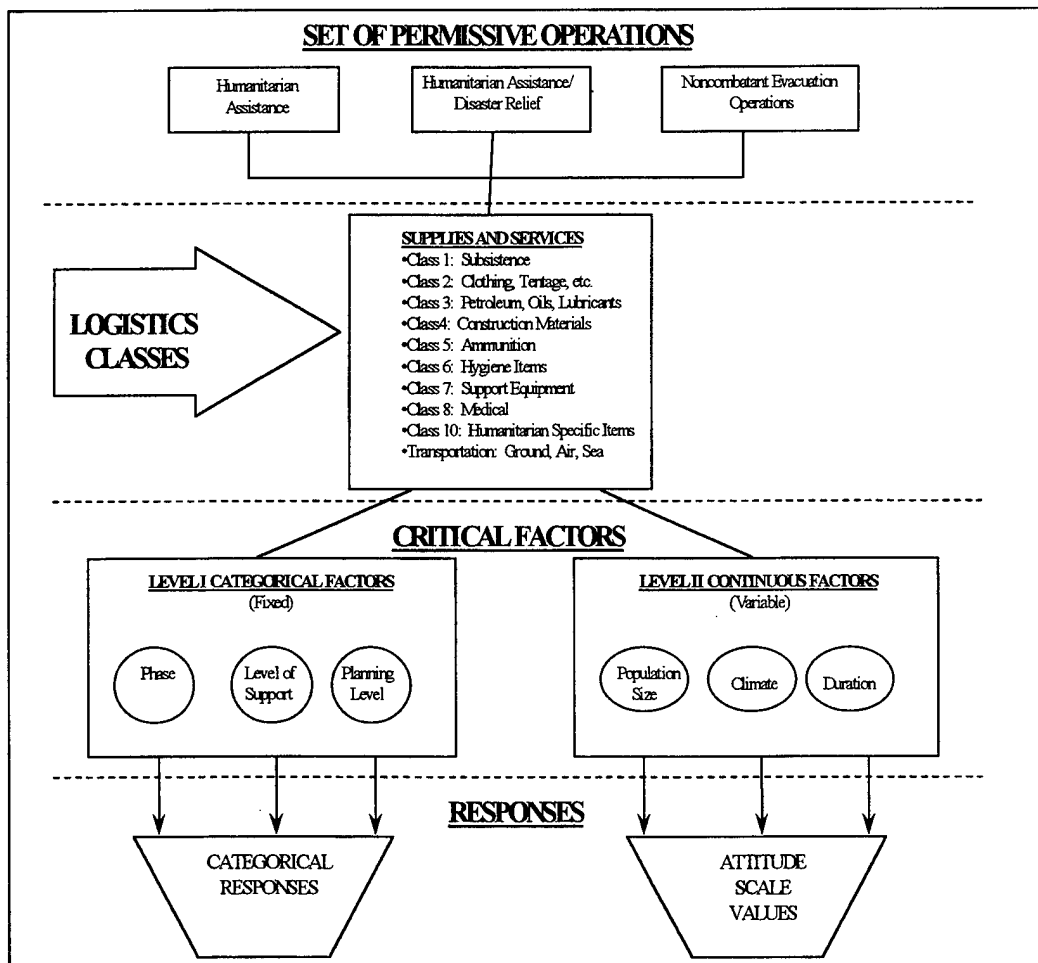 SET OF PERMISSIVE OPERATIONS
Humanitarian
Assistance
Humanitarian Assistance/
Disaster Relief
Noncombatant Evacuation
Operations
LOGISTICS
CLASSES
SUPPLIES AND SERVICES
•Class 1: Subsistence
•Class 2: Clothing, Tentage, etc.
•Class 3: Petroleum, Oils, Lubricants
•Class4: Construction Materials
•Class 5: Ammunition
•Class 6: Hygiene Items
•Class 7: Support Equipment
•Class 8: Medical
•Class 10: Humanitarian Specific Items
•Transportation: Ground, Air, Sea
CRITICAL FACTORS
LEVEL I CATEGORICAL FACTORS
(Fixed)
Phase
Level of
Support
Planning
Level
LEVEL II CONTINUOUS FACTORS
(Variable)
Population
Size
Climate
Duration
RESPONSES
CATEGORICAL
RESPONSES
ATTITUDE
SCALE
VALUES